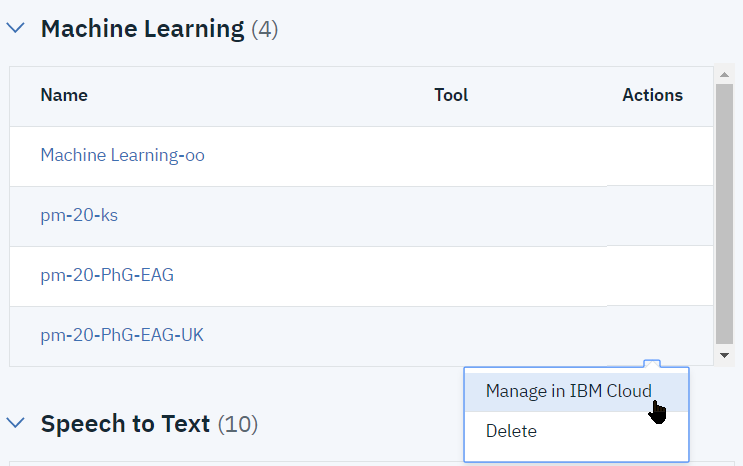 Machine Learning (4)
Name Tool Actions
Machine Learning-oo
pm-20-ks
pm-20-PhG-EAG
pm-20-PhG-EAG-UK
Manage in IBM Cloud
Delete
Speech to Text (10)